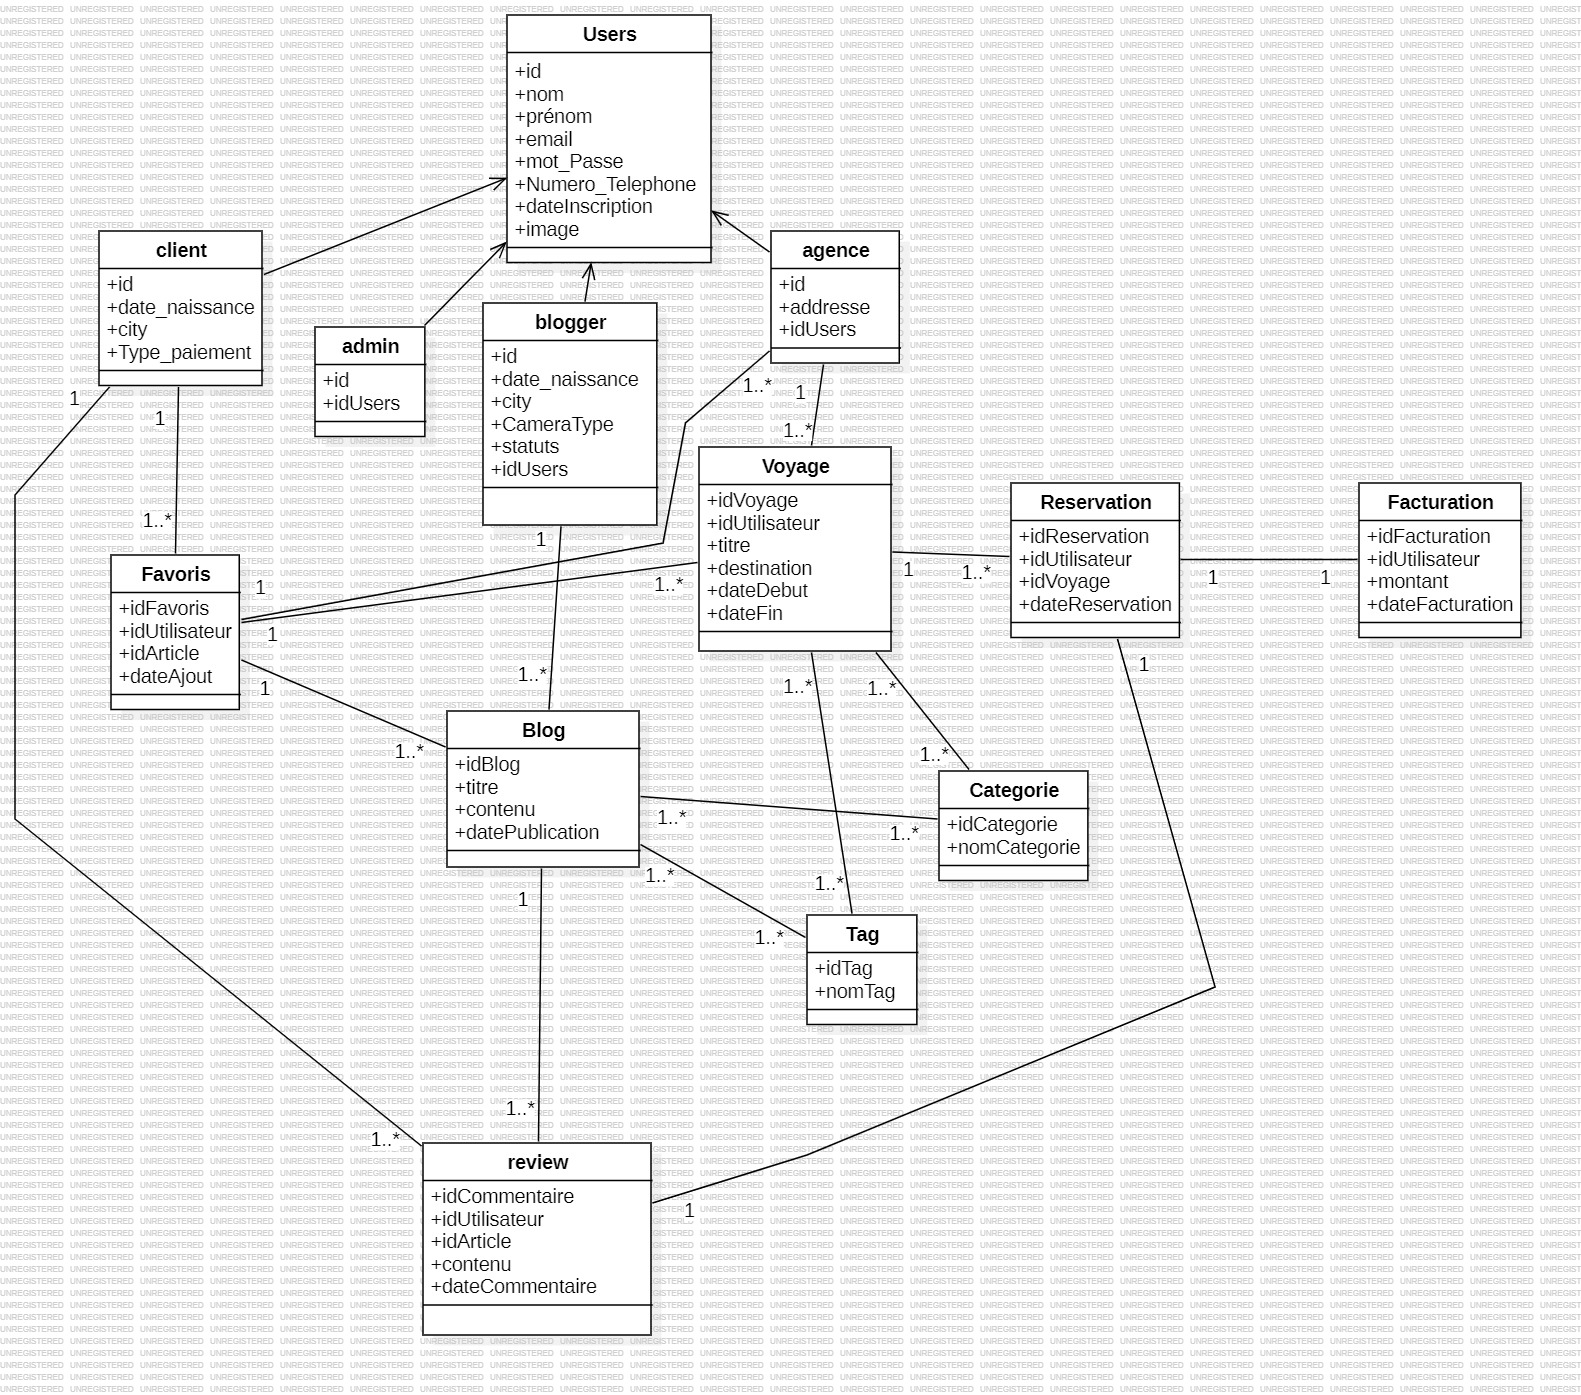 Users
+id
+nom
+prénom
+email
+mot_Passe
+Numero_Telephone
+dateInscription
+image
client
+id
+date_naissance
+city
+Type_paiement
admin
+id
+idUsers
blogger
+id
+date_naissance
+city
+CameraType
+statuts
+idUsers
agence
+id
+addresse
+idUsers
1
1
1..*
1
1..*
1..*
Voyage
+idVoyage
+idUtilisateur
+titre
+destination
+dateDebut
+dateFin
Reservation
+idReservation
+idUtilisateur
+idVoyage
+dateReservation
Facturation
+idFacturation
+idUtilisateur
+montant
+dateFacturation
1..*
1
Favoris
+idFavoris
+idUtilisateur
+idArticle
+dateAjout
1
1
1
1..*
1
1..*
1
1
1..*
1..*
1..*
1..*
1
Blog
+idBlog
+titre
+contenu
+datePublication
1..*
Categorie
+idCategorie
+nomCategorie
1..*
1..*
1..*
1..*
1..*
1
Tag
+idTag
+nomTag
1..*
1..*
review
+idCommentaire
+idUtilisateur
+idArticle
+contenu
+dateCommentaire
1
UNREGISTERED